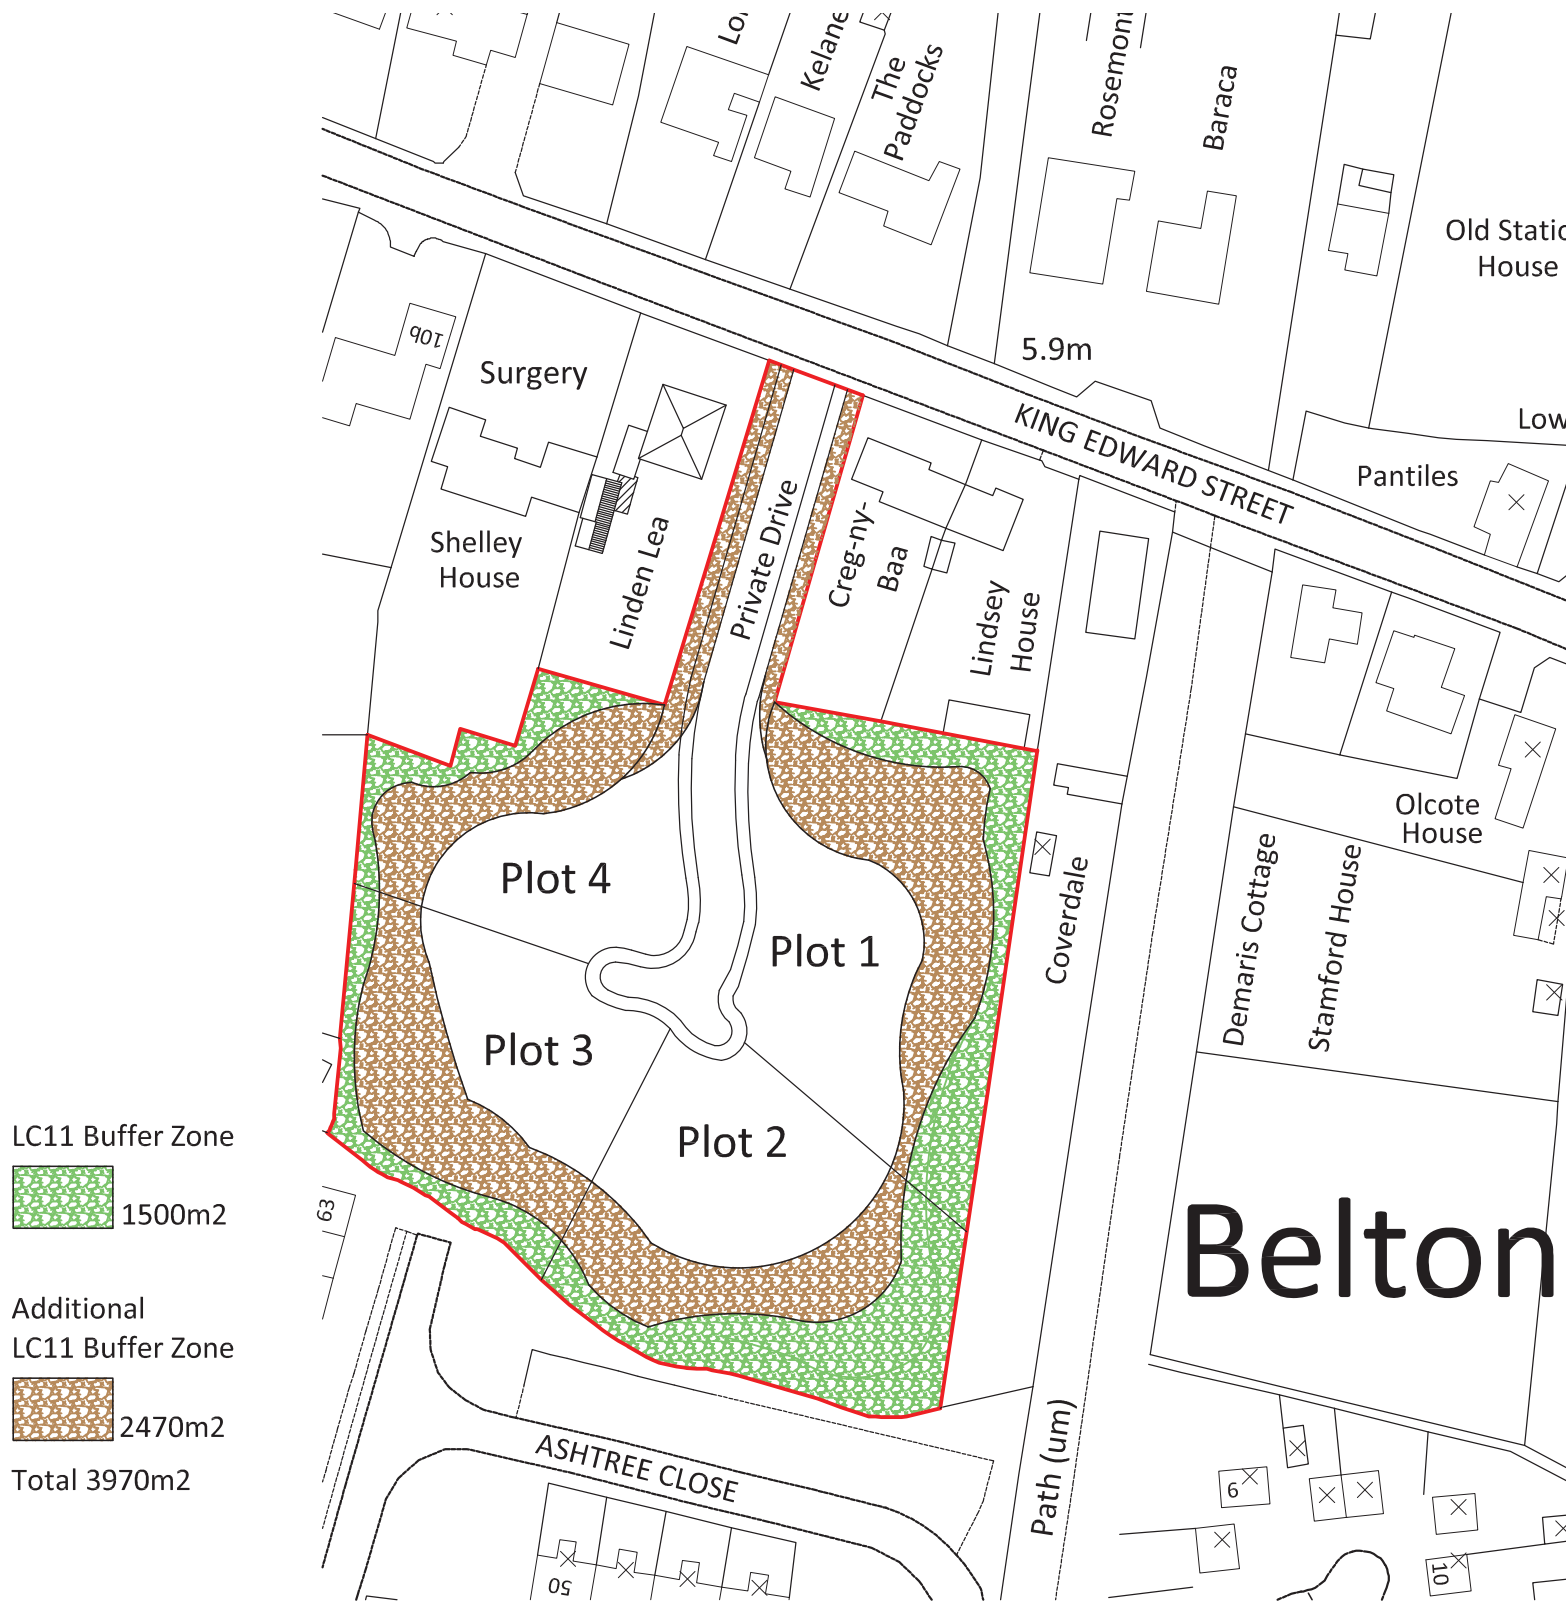 Kelane
The
Paddocks
Rosemont
Baraca
Old Static
House
10b
Surgery
5.9m
KING EDWARD STREET
Low
Pantiles
Shelley
House
Linden Lea
Private Drive
Creg-ny-
Baa
Lindsey
House
Olcote
House
Plot 4
Plot 1
Coverdale
Demaris Cottage
Stamford House
Plot 3
Plot 2
LC11 Buffer Zone
1500m2
63
Belton
Additional
LC11 Buffer Zone
2470m2
Total 3970m2
ASHTREE CLOSE
Path (um)
6
50
10